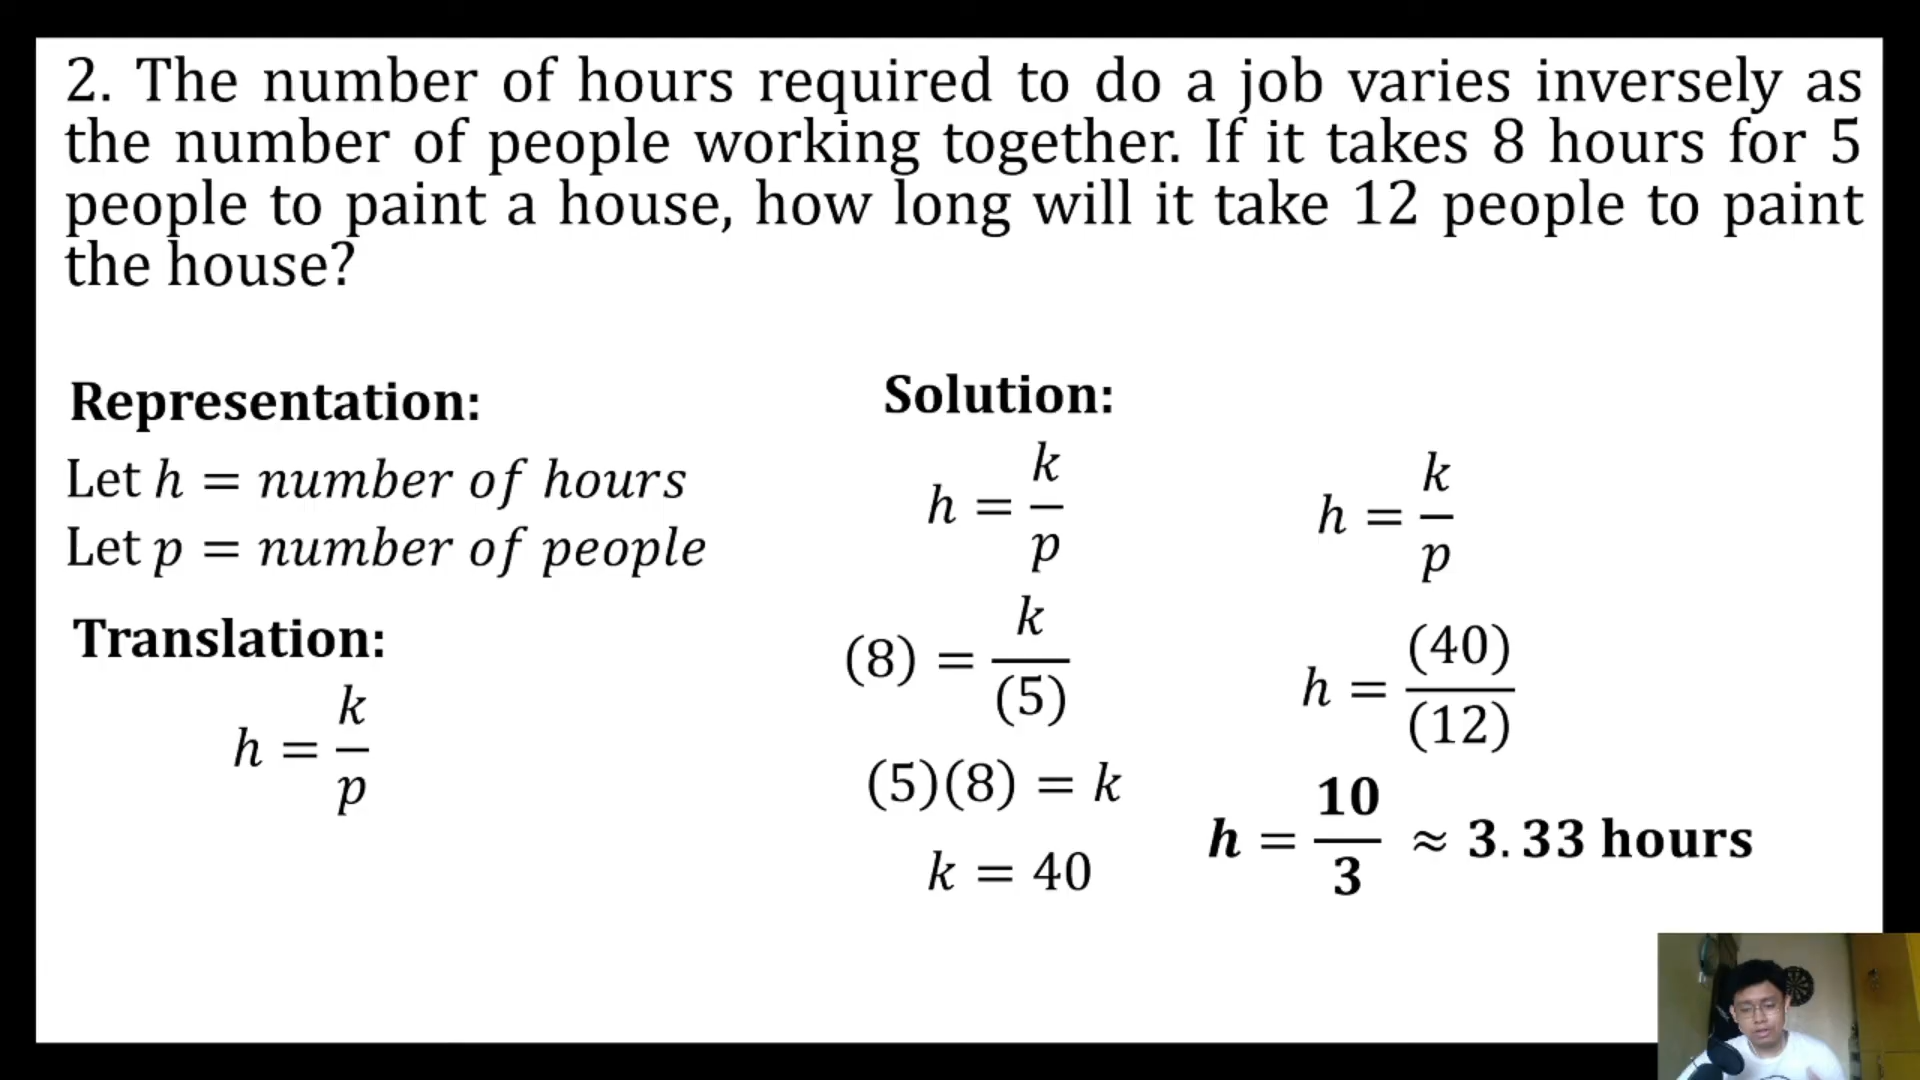 2. The number of hours required to do a job varies inversely as
the number of people working together. If it takes 8 hours for 5
people to paint a house, how long will it take 12 people to paint
the house?
Representation:
Let h = number of hours
Let p = number of people
Translation:
h = k/p
Solution:
h = k/p
(8) = k/(5)
(5)(8) = k
k = 40
h = k/p
h = (40)/(12)
h = 10/3 ≈ 3.33 hours